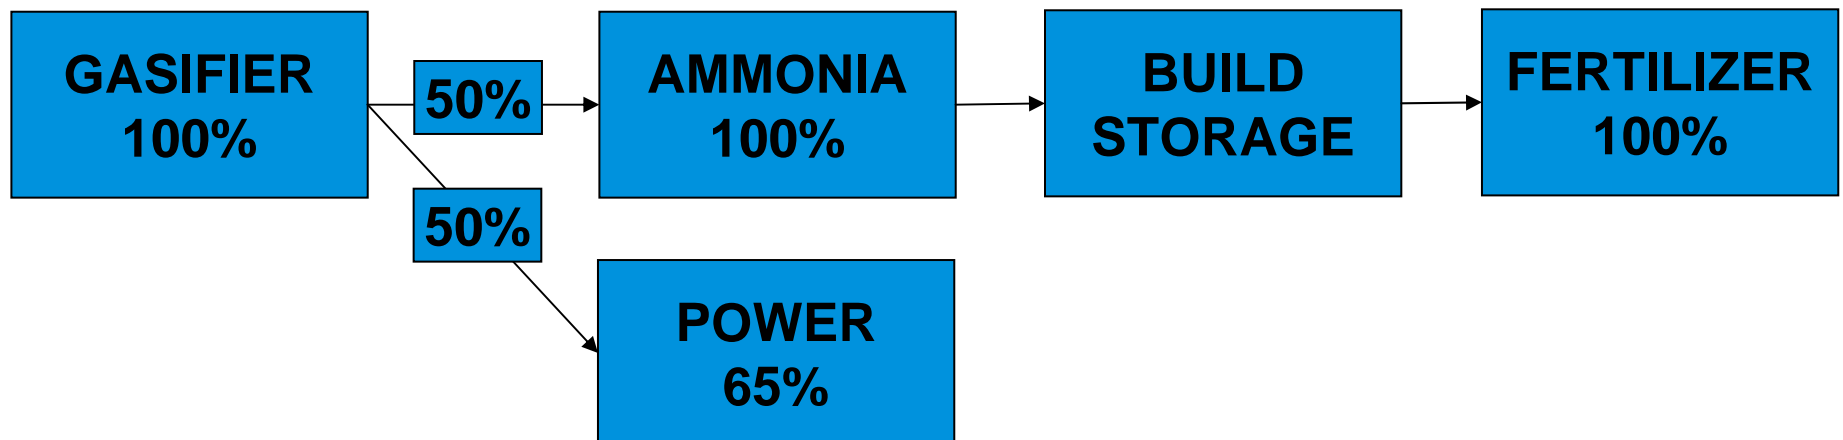 GASIFIER
100%
50%
AMMONIA
100%
BUILD
STORAGE
FERTILIZER
100%
50%
POWER
65%